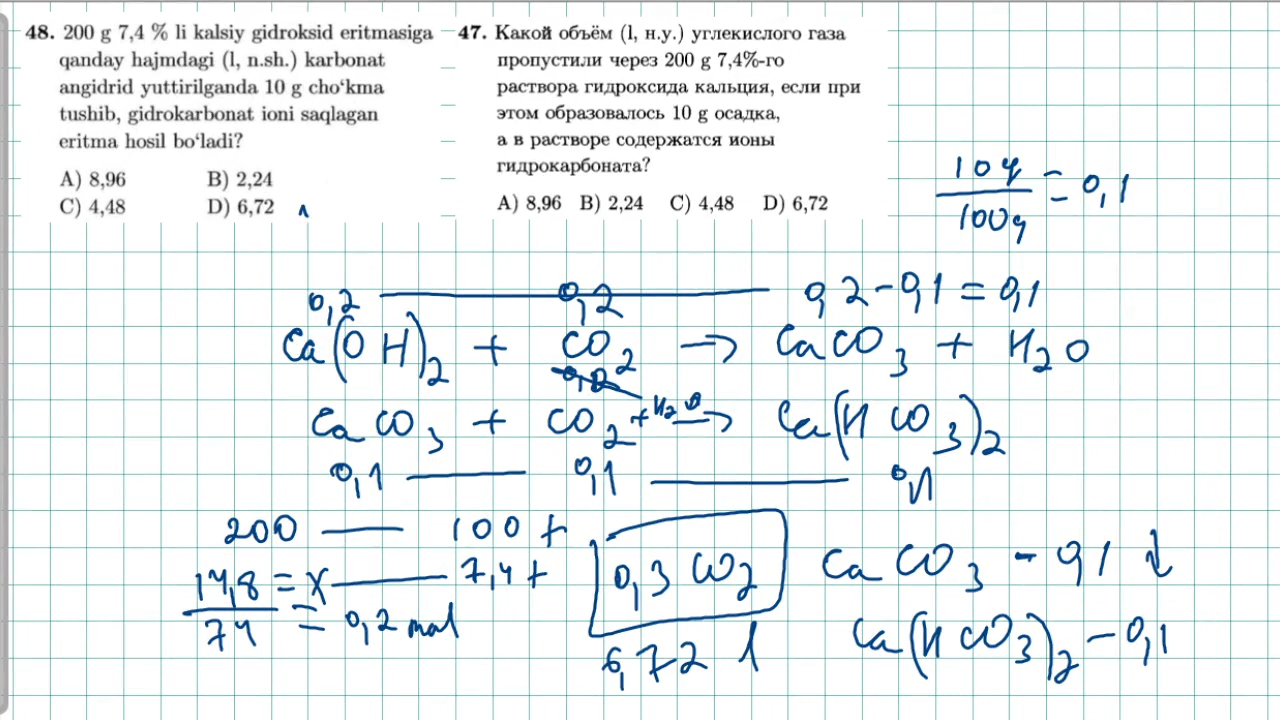 48. 200 g 7,4 % li kalsiy gidroksid eritmasiga
qanday hajmdagi (l, n.sh.) karbonat
angidrid yuttirilganda 10 g cho‘kma
tushib, gidrokarbonat ioni saqlagan
eritma hosil bo‘ladi?
A) 8,96 B) 2,24
C) 4,48 D) 6,72
47. Какой объём (l, н.у.) углекислого газа
пропустили через 200 g 7,4%-го
раствора гидроксида кальция, если при
этом образовалось 10 g осадка,
а в растворе содержатся ионы
гидрокарбоната?
A) 8,96 B) 2,24 C) 4,48 D) 6,72
10g
100g
= 0,1
0,2 — 0,2 — 0,2-0,1=0,1
Ca(OH)2 + CO2 → CaCO3 + H2O
CaCO3 + CO2 + H2O → Ca(HCO3)2
0,1 — 0,1 — 0,1
200 — 100 t
14,8 = x — 7,4 t
74 = 0,2 mol
0,3 CO2
6,72 l
CaCO3 - 0,1 ↓
Ca(HCO3)2 - 0,1